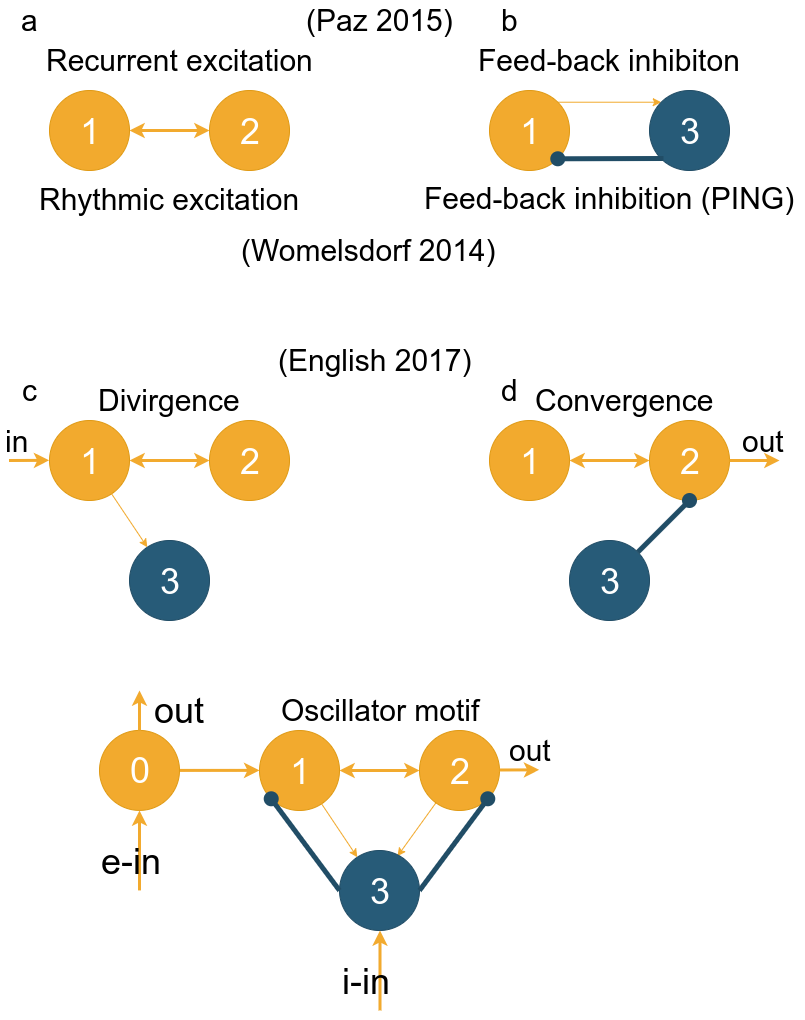 a (Paz 2015) b
Recurrent excitation Feed-back inhibiton
1 2 1 3
Rhythmic excitation Feed-back inhibition (PING)
(Womelsdorf 2014)
(English 2017)
c Divirgence d Convergence
in 1 2 1 2 out
3 3
out Oscillator motif
0 1 2 out
e-in
3
i-in